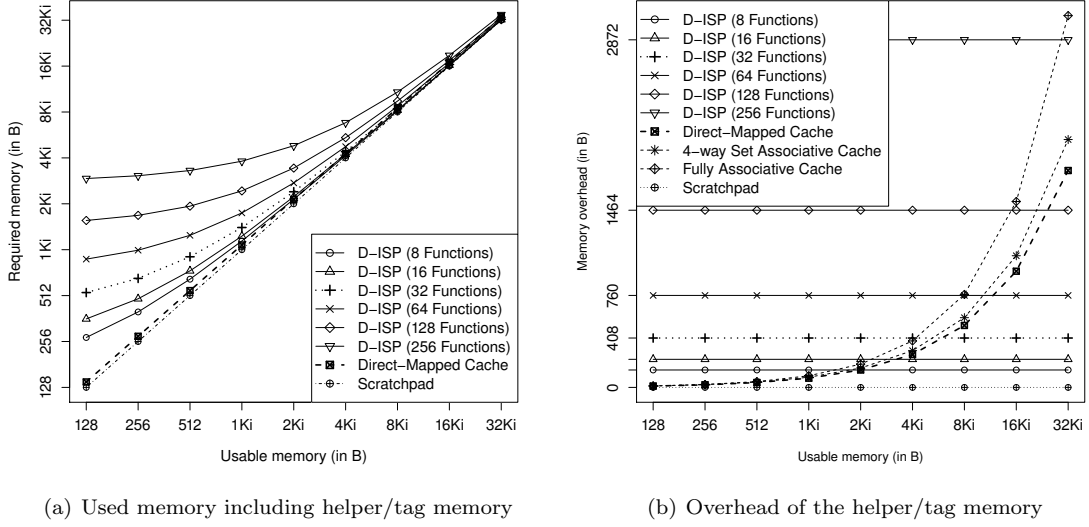 Required memory (in B)
32Ki
16Ki
8Ki
4Ki
2Ki
1Ki
512
256
128
D−ISP (8 Functions)
D−ISP (16 Functions)
D−ISP (32 Functions)
D−ISP (64 Functions)
D−ISP (128 Functions)
D−ISP (256 Functions)
Direct−Mapped Cache
Scratchpad
128 256 512 1Ki 2Ki 4Ki 8Ki 16Ki 32Ki
Usable memory (in B)
(a) Used memory including helper/tag memory
Memory overhead (in B)
2872
1464
760
408
0
D−ISP (8 Functions)
D−ISP (16 Functions)
D−ISP (32 Functions)
D−ISP (64 Functions)
D−ISP (128 Functions)
D−ISP (256 Functions)
Direct−Mapped Cache
4-way Set Associative Cache
Fully Associative Cache
Scratchpad
128 256 512 1Ki 2Ki 4Ki 8Ki 16Ki 32Ki
Usable memory (in B)
(b) Overhead of the helper/tag memory